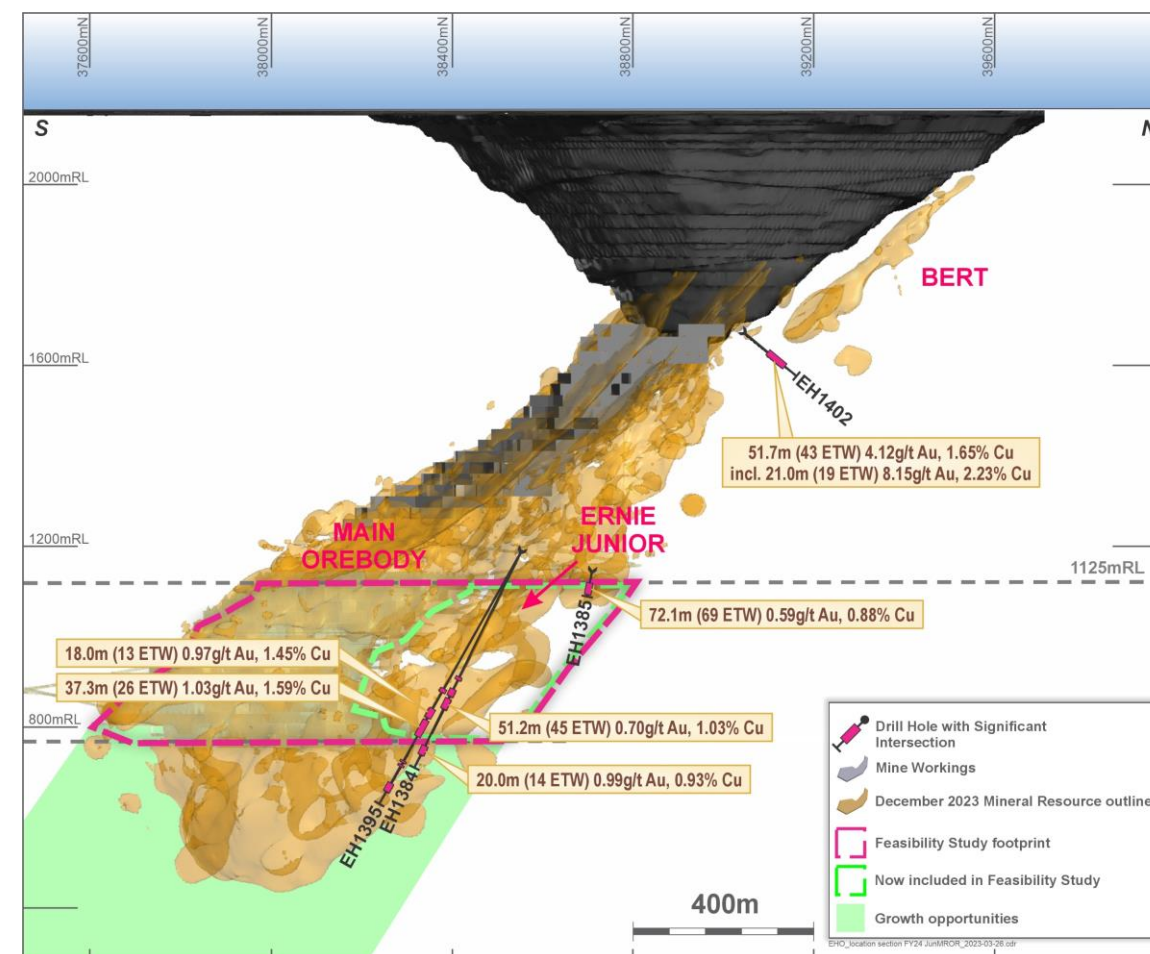 37600mN
38000mN
38400mN
38800mN
39200mN
39600mN
S
N
2000mRL
BERT
1600mRL
EH1402
51.7m (43 ETW) 4.12g/t Au, 1.65% Cu
incl. 21.0m (19 ETW) 8.15g/t Au, 2.23% Cu
MAIN
OREBODY
ERNIE
JUNIOR
1200mRL
1125mRL
EH1385
72.1m (69 ETW) 0.59g/t Au, 0.88% Cu
18.0m (13 ETW) 0.97g/t Au, 1.45% Cu
37.3m (26 ETW) 1.03g/t Au, 1.59% Cu
800mRL
51.2m (45 ETW) 0.70g/t Au, 1.03% Cu
20.0m (14 ETW) 0.99g/t Au, 0.93% Cu
EH1395
EH1384
400m
Drill Hole with Significant
Intersection
Mine Workings
December 2023 Mineral Resource outline
Feasibility Study footprint
Now included in Feasibility Study
Growth opportunities
EHO_location section FY24 JunMROR_2023-03-26.cdr